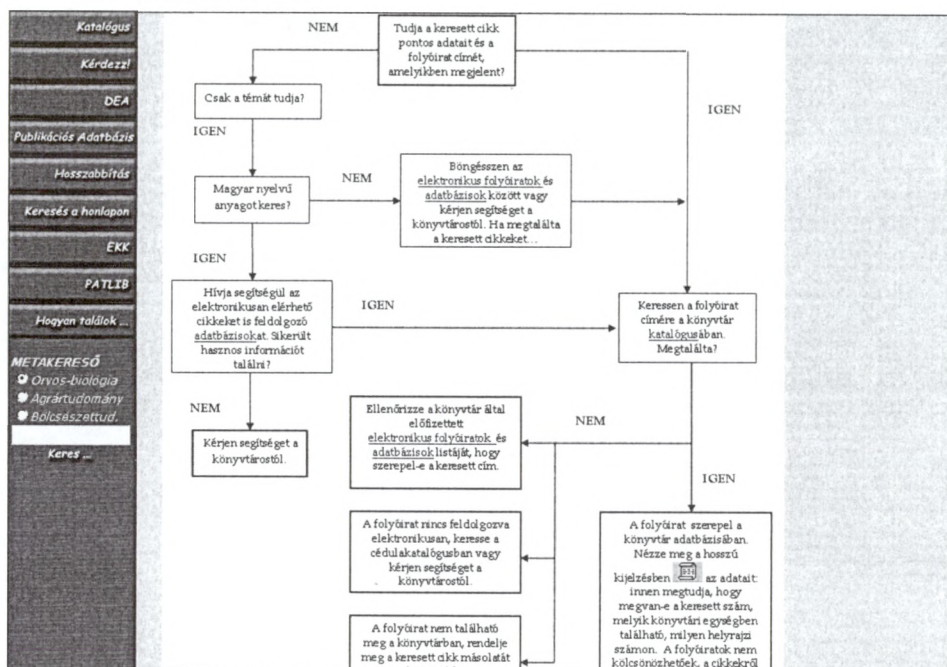 Katalógus
Kérdezz!
DEA
Publikációs Adatbázis
Hosszabbítás
Keresés a honlapon
EKK
PATLIB
Hogyan találok ...
METAKERESŐ
Orvos-biológia
Agrártudomány
Bölcsészettud.
Keres ...
NEM
Tudja a keresett cikk
pontos adatait és a
folyóirat címét,
amelyikben megjelent?
Csak a témát tudja?
IGEN
IGEN
Magyar nyelvű
anyagot keres?
NEM
Böngésszen az
elektronikus folyóiratok és
adatbázisok között vagy
kérjen segítséget a
könyvtárostól. Ha megtalálta
a keresett cikkeket...
IGEN
Hívja segítségül az
elektronikusan elérhető
cikkeket is feldolgozó
adatbázisokat. Sikerült
hasznos információt
találni?
IGEN
Keressen a folyóirat
címére a könyvtár
katalógusában.
Megtalálta?
NEM
Kérjen segítséget a
könyvtárostól.
Ellenőrizze a könyvtár által
előfizettett
elektronikus folyóiratok és
adatbázisok listáját, hogy
szerepel-e a keresett cím.
NEM
IGEN
A folyóirat nincs feldolgozva
elektronikusan, keresse a
cédulakatalógusban vagy
kérjen segítséget a
könyvtárostól.
A folyóirat szerepel a
könyvtár adatbázisában.
Nézze meg a hosszú
kijelzésben az adatait:
innen megtudja, hogy
megvan-e a keresett szám,
melyik könyvtári egységben
található, milyen helyrajzi
számon. A folyóiratok nem
kölcsönözhetőek, a cikkekről
A folyóirat nem található
meg a könyvtárban, rendelje
meg a keresett cikk másolatát